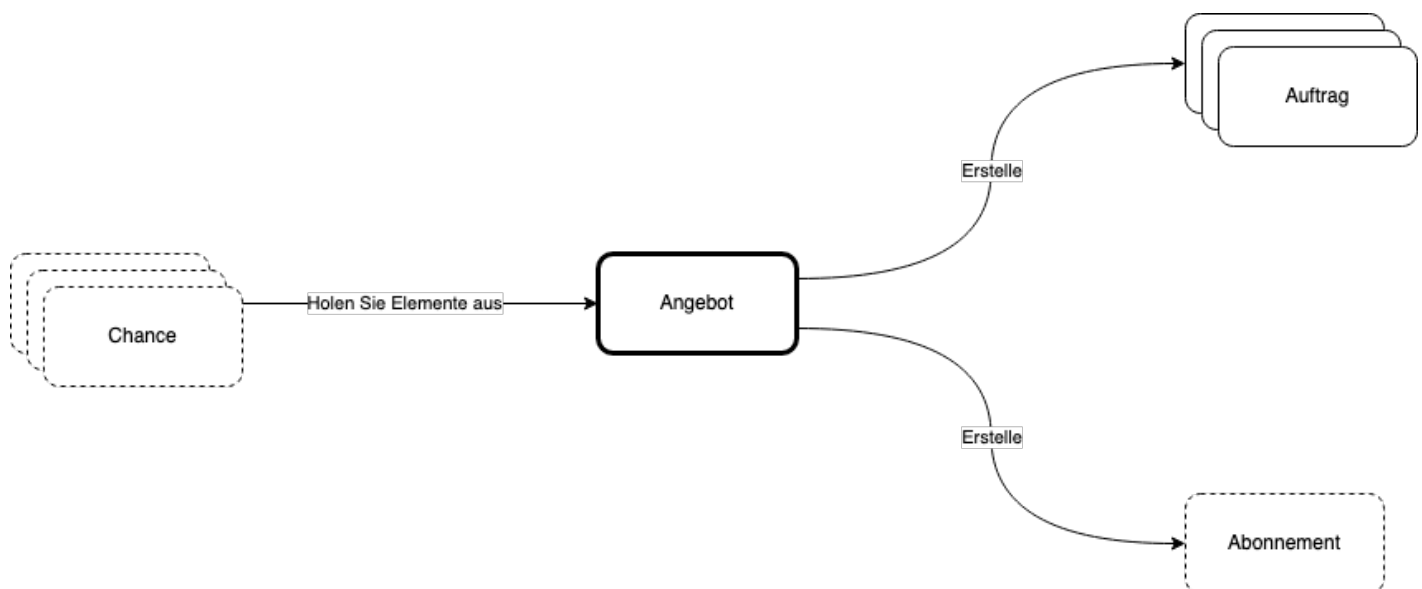 Auftrag
Erstelle
Holen Sie Elemente aus
Angebot
Chance
Erstelle
Abonnement